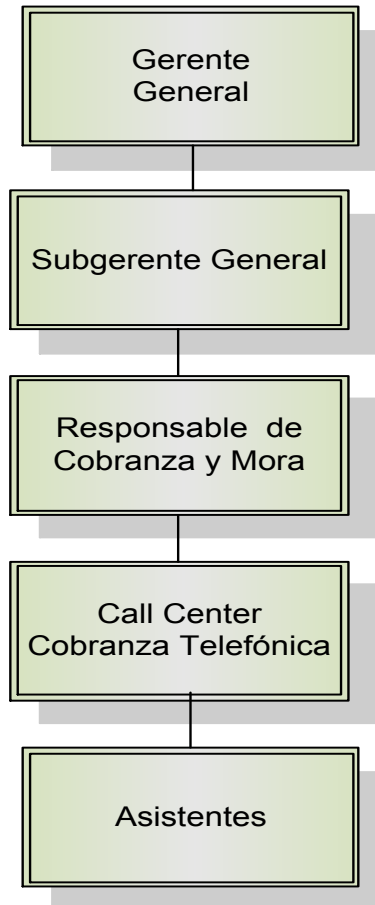 Gerente
General
Subgerente General
Responsable de
Cobranza y Mora
Call Center
Cobranza Telefónica
Asistentes